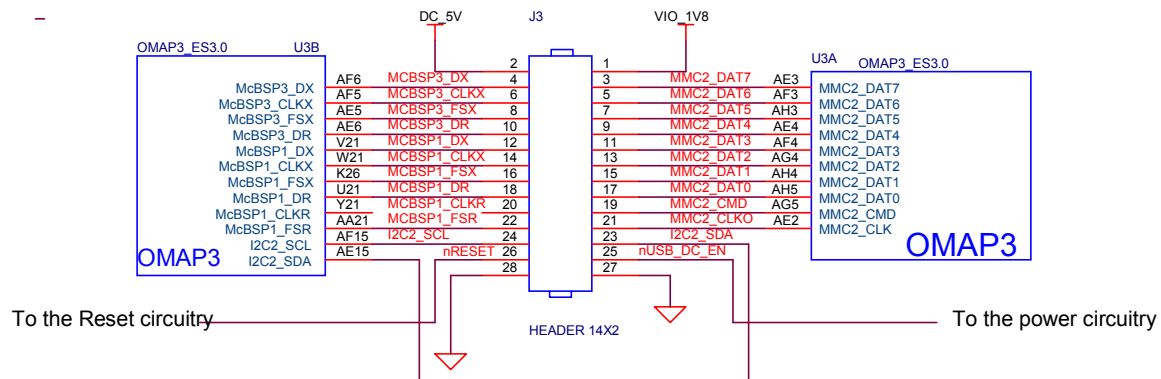 DC_5V J3 VIO_1V8
OMAP3_ES3.0 U3B
U3A OMAP3_ES3.0
2 1
McBSP3_DX AF6 MCBSP3_DX 4 3 MMC2_DAT7 AE3 MMC2_DAT7
McBSP3_CLKX AF5 MCBSP3_CLKX 6 5 MMC2_DAT6 AF3 MMC2_DAT6
McBSP3_FSX AE5 MCBSP3_FSX 8 7 MMC2_DAT5 AH3 MMC2_DAT5
McBSP3_DR AE6 MCBSP3_DR 10 9 MMC2_DAT4 AE4 MMC2_DAT4
McBSP1_DX V21 MCBSP1_DX 12 11 MMC2_DAT3 AF4 MMC2_DAT3
McBSP1_CLKX W21 MCBSP1_CLKX 14 13 MMC2_DAT2 AG4 MMC2_DAT2
McBSP1_FSX K26 MCBSP1_FSX 16 15 MMC2_DAT1 AH4 MMC2_DAT1
McBSP1_DR U21 MCBSP1_DR 18 17 MMC2_DAT0 AH5 MMC2_DAT0
McBSP1_CLKR Y21 MCBSP1_CLKR 20 19 MMC2_CMD AG5 MMC2_CMD
McBSP1_FSR AA21 MCBSP1_FSR 22 21 MMC2_CLKO AE2 MMC2_CLK
I2C2_SCL AF15 I2C2_SCL 24 23 I2C2_SDA
I2C2_SDA AE15 nRESET 26 25 nUSB_DC_EN
28 27
OMAP3 OMAP3
To the Reset circuitry To the power circuitry
HEADER 14X2